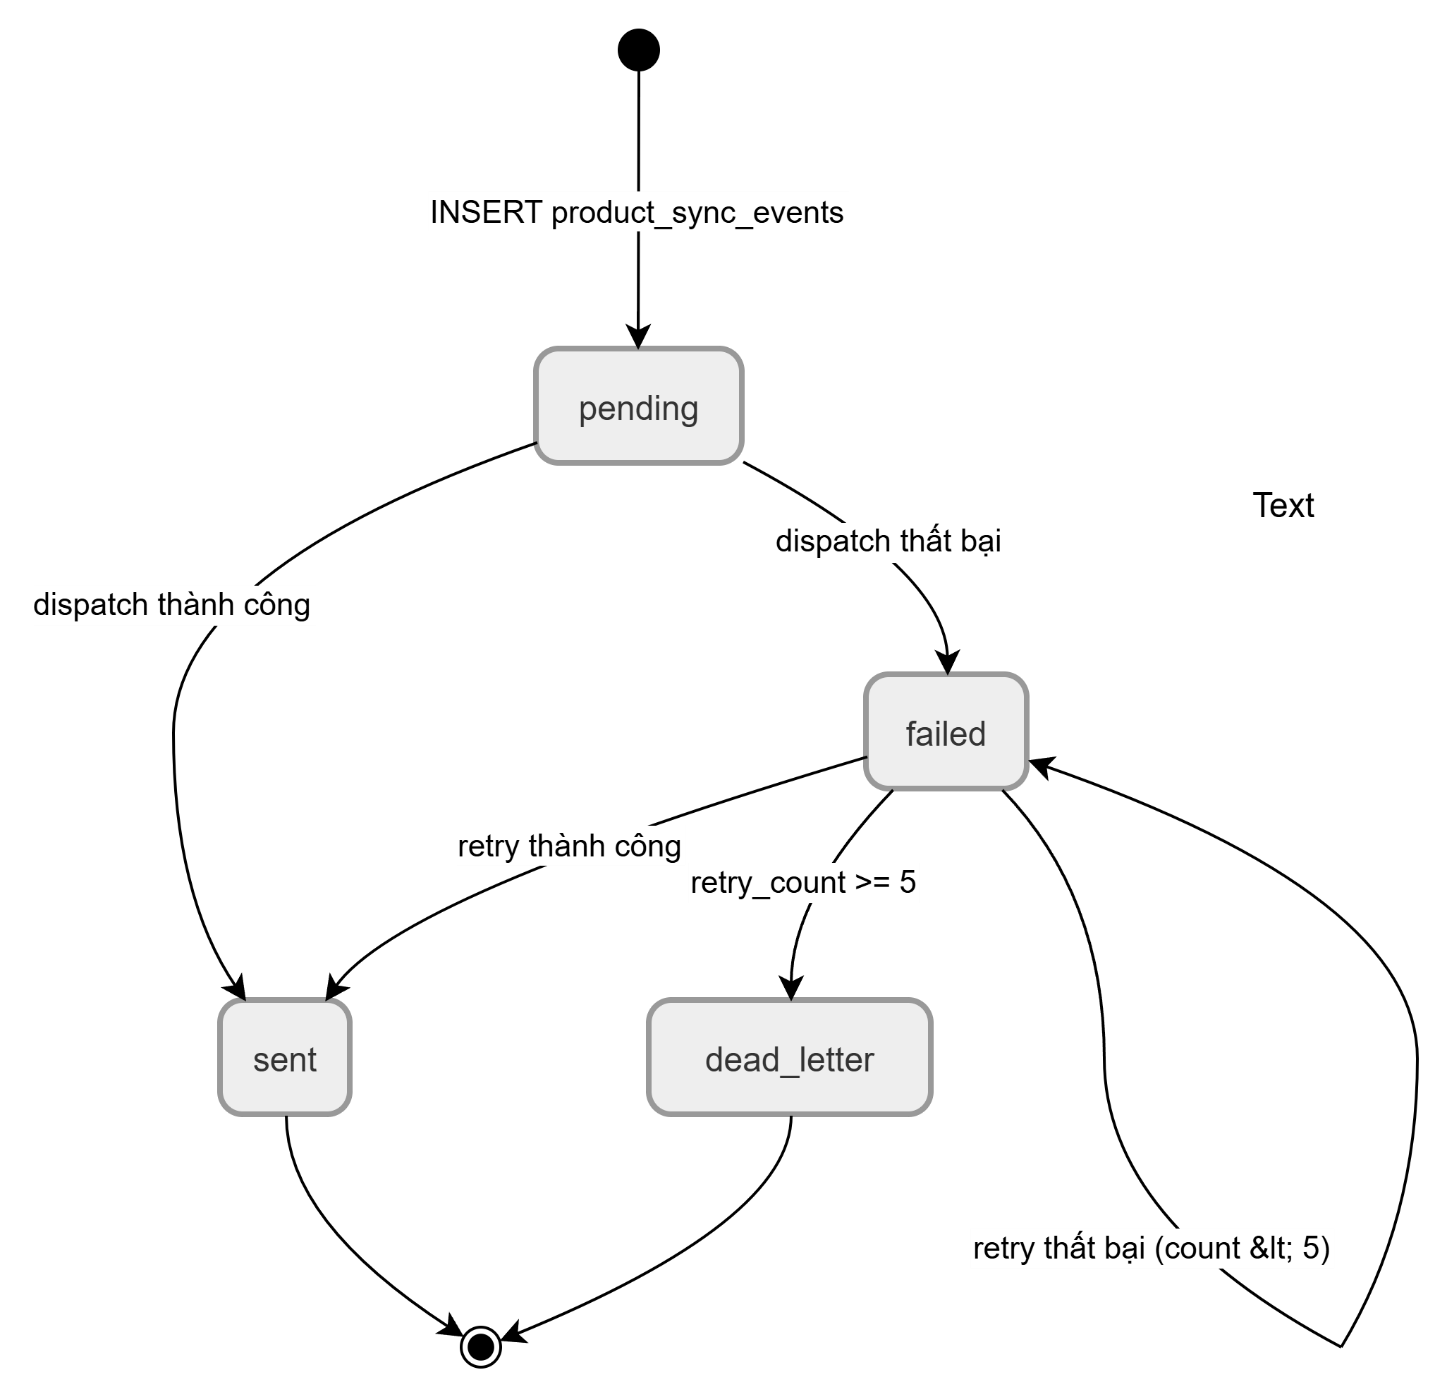 INSERT product_sync_events
pending
Text
dispatch thất bại
dispatch thành công
failed
retry thành công
retry_count >= 5
sent
dead_letter
retry thất bại (count &lt; 5)